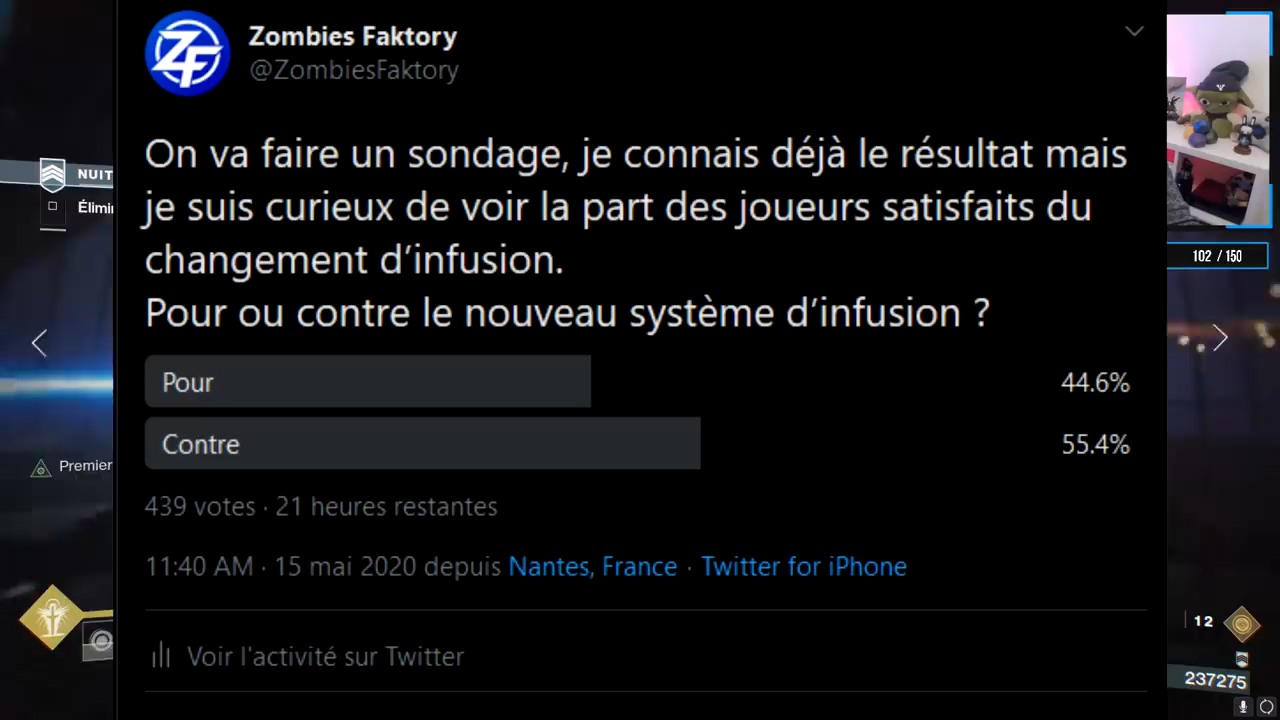 Zombies Faktory
@ZombiesFaktory
On va faire un sondage, je connais déjà le résultat mais
je suis curieux de voir la part des joueurs satisfaits du
changement d’infusion.
Pour ou contre le nouveau système d’infusion ?
Pour 44.6%
Contre 55.4%
439 votes · 21 heures restantes
11:40 AM · 15 mai 2020 depuis Nantes, France · Twitter for iPhone
Voir l'activité sur Twitter
NUIT
Élimi
Premier
102 / 150
12
237275
ZF